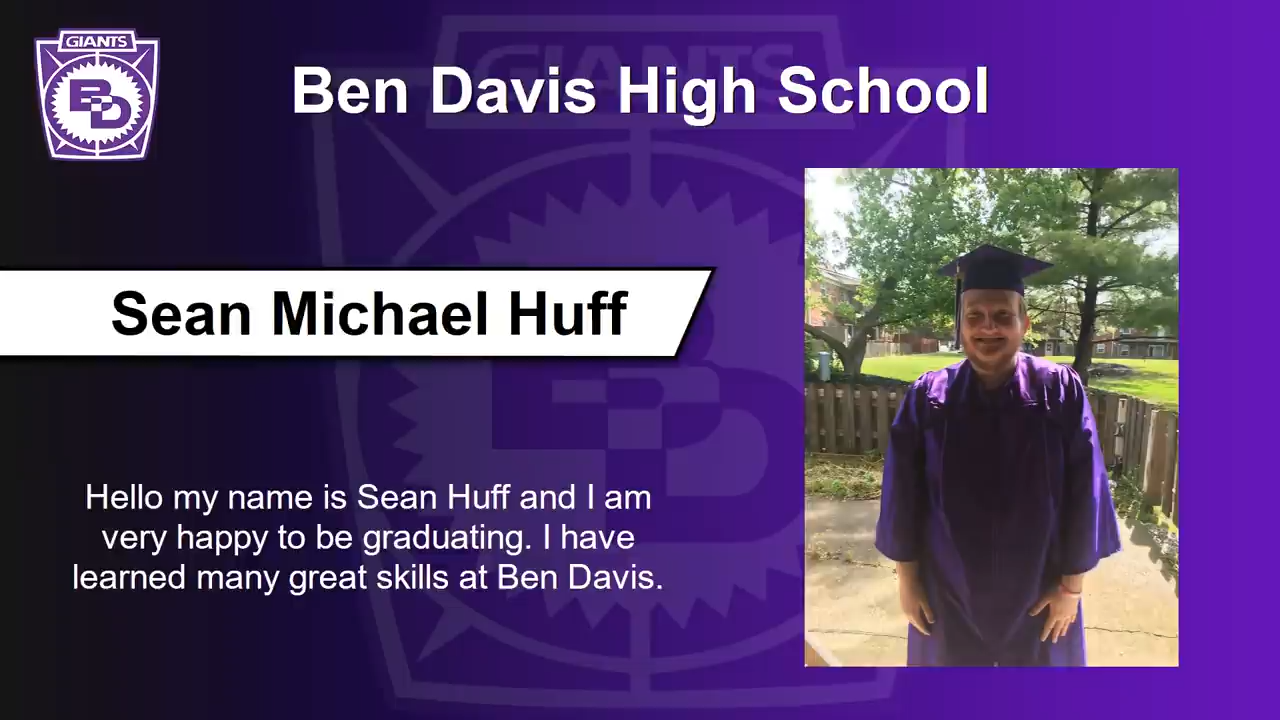 GIANTS
BD
Ben Davis High School
Sean Michael Huff
Hello my name is Sean Huff and I am
very happy to be graduating. I have
learned many great skills at Ben Davis.